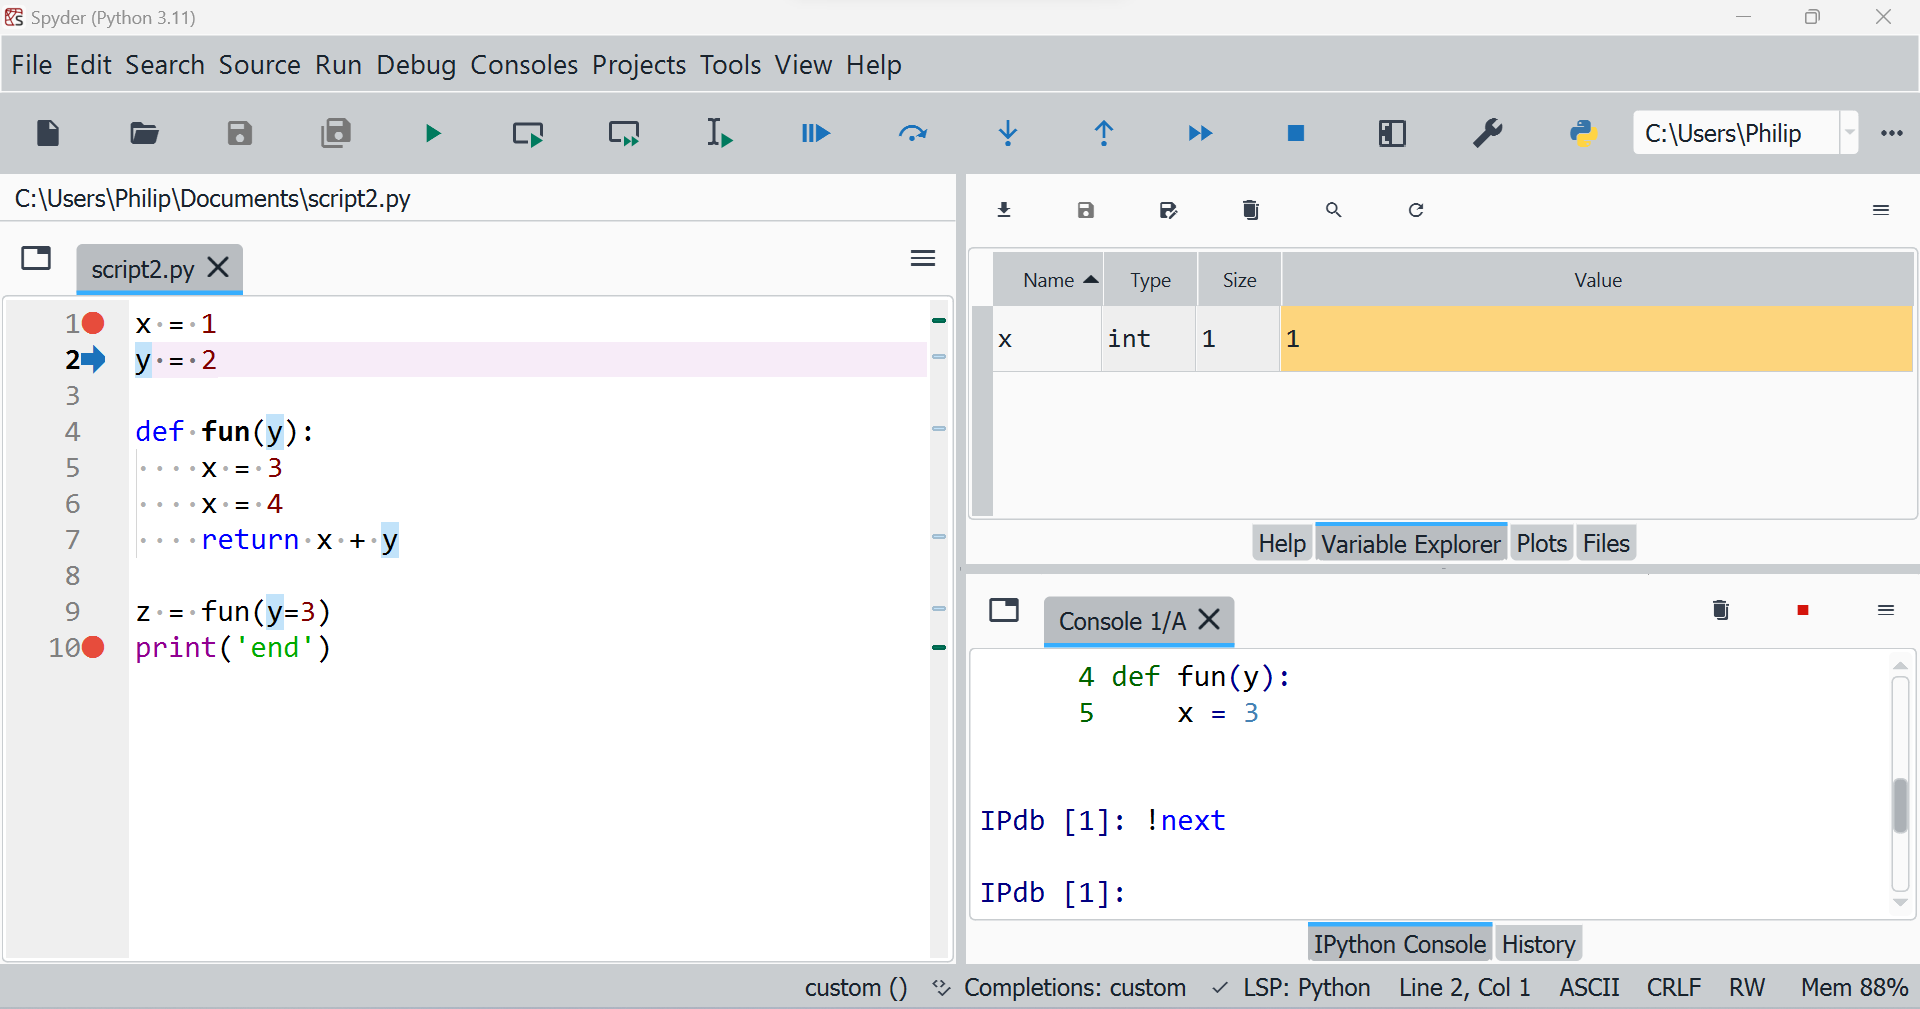 Spyder (Python 3.11)
File Edit Search Source Run Debug Consoles Projects Tools View Help
C:\Users\Philip
C:\Users\Philip\Documents\script2.py
script2.py
1 x = 1
2 y = 2
3
4 def fun(y):
5     x = 3
6     x = 4
7     return x + y
8
9 z = fun(y=3)
10 print('end')
Name Type Size Value
x int 1 1
Help Variable Explorer Plots Files
Console 1/A
4 def fun(y):
5     x = 3
IPdb [1]: !next
IPdb [1]:
IPython Console History
custom () Completions: custom LSP: Python Line 2, Col 1 ASCII CRLF RW Mem 88%